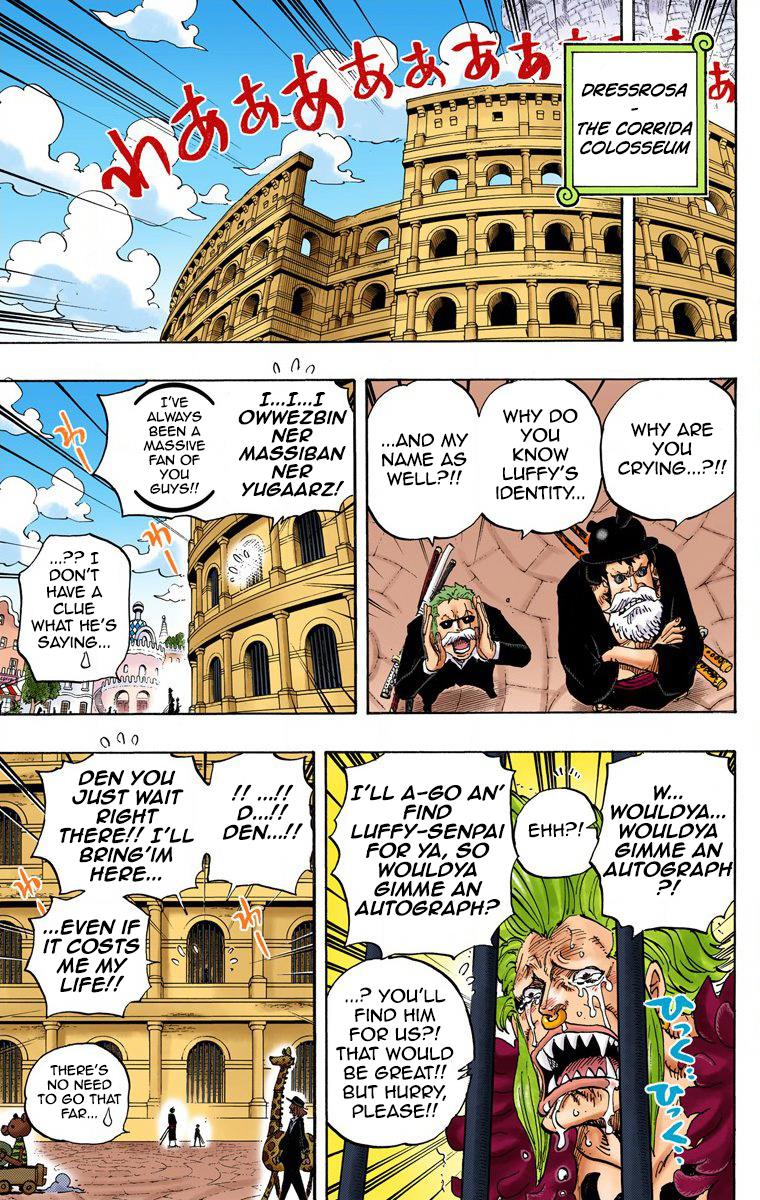 わあああああああああ
DRESSROSA
-
THE CORRIDA
COLOSSEUM
WHY ARE
YOU
CRYING...?!!
WHY DO
YOU
KNOW
LUFFY'S
IDENTITY...
...AND MY
NAME AS
WELL?!!
I...I...I
OWWEZBIN
NER
MASSIBAN
NER
YUGAARZ!
I'VE
ALWAYS
BEEN A
MASSIVE
FAN OF
YOU
GUYS!!
...?? I
DON'T
HAVE A
CLUE
WHAT HE'S
SAYING...
W...
WOULDYA...
WOULDYA
GIMME AN
AUTOGRAPH
?!
EHH?!
I'LL A-GO AN'
FIND
LUFFY-SENPAI
FOR YA, SO
WOULDYA
GIMME AN
AUTOGRAPH?
...? YOU'LL
FIND HIM
FOR US?!
THAT WOULD
BE GREAT!!
BUT HURRY,
PLEASE!!
ひっく
ひっく
!! ...!!
D...!!
DEN...!!
DEN YOU
JUST WAIT
RIGHT
THERE!! I'LL
BRING'IM
HERE...
...EVEN IF
IT COSTS
ME MY
LIFE!!
THERE'S
NO NEED
TO GO THAT
FAR...